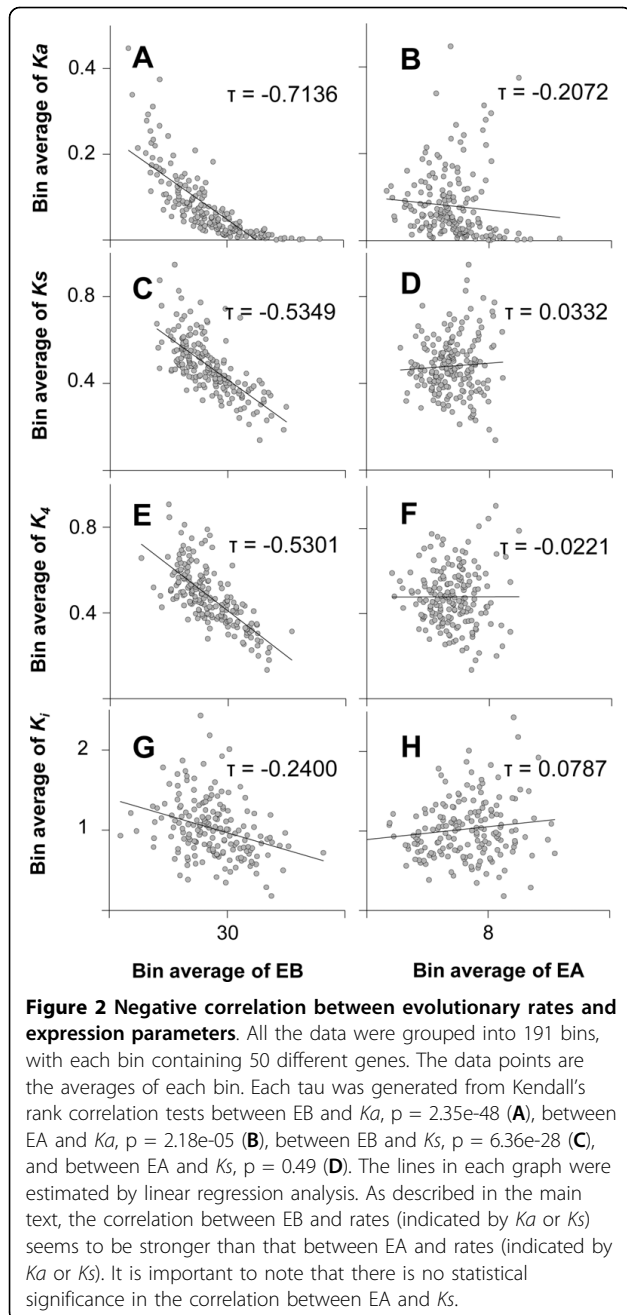 A
B
0.4
τ = -0.7136
τ = -0.2072
Bin average of Ka
0.2
0
C
D
0.8
τ = -0.5349
τ = 0.0332
Bin average of Ks
0.4
E
F
0.8
τ = -0.5301
τ = -0.0221
Bin average of K4
0.4
G
H
2
τ = -0.2400
τ = 0.0787
Bin average of Ki
1
30
8
Bin average of EB
Bin average of EA
Figure 2 Negative correlation between evolutionary rates and
expression parameters. All the data were grouped into 191 bins,
with each bin containing 50 different genes. The data points are
the averages of each bin. Each tau was generated from Kendall's
rank correlation tests between EB and Ka, p = 2.35e-48 (A), between
EA and Ka, p = 2.18e-05 (B), between EB and Ks, p = 6.36e-28 (C),
and between EA and Ks, p = 0.49 (D). The lines in each graph were
estimated by linear regression analysis. As described in the main
text, the correlation between EB and rates (indicated by Ka or Ks)
seems to be stronger than that between EA and rates (indicated by
Ka or Ks). It is important to note that there is no statistical
significance in the correlation between EA and Ks.